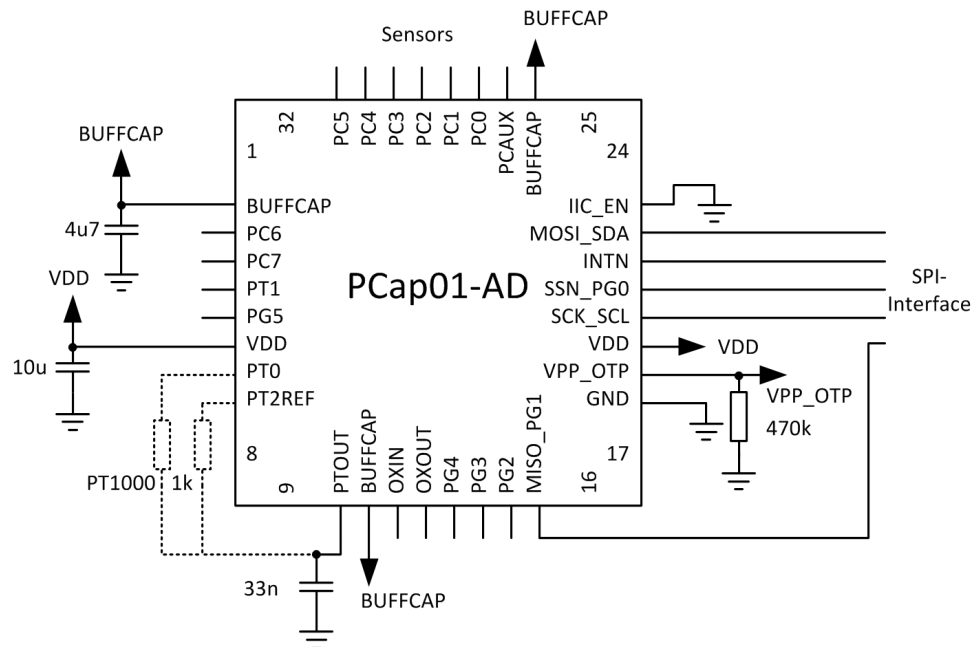 BUFFCAP
Sensors
32
PC5
PC4
PC3
PC2
PC1
PC0
PCAUX
BUFFCAP
25
BUFFCAP
1
24
BUFFCAP
IIC_EN
4u7
PC6
MOSI_SDA
PC7
INTN
VDD
PT1
PCap01-AD
SSN_PG0
SPI-
Interface
PG5
SCK_SCL
VDD
VDD
VDD
10u
PT0
VPP_OTP
PT2REF
GND
VPP_OTP
470k
8
17
PT1000
1k
9
PTOUT
BUFFCAP
OXIN
OXOUT
PG4
PG3
PG2
MISO_PG1
16
33n
BUFFCAP